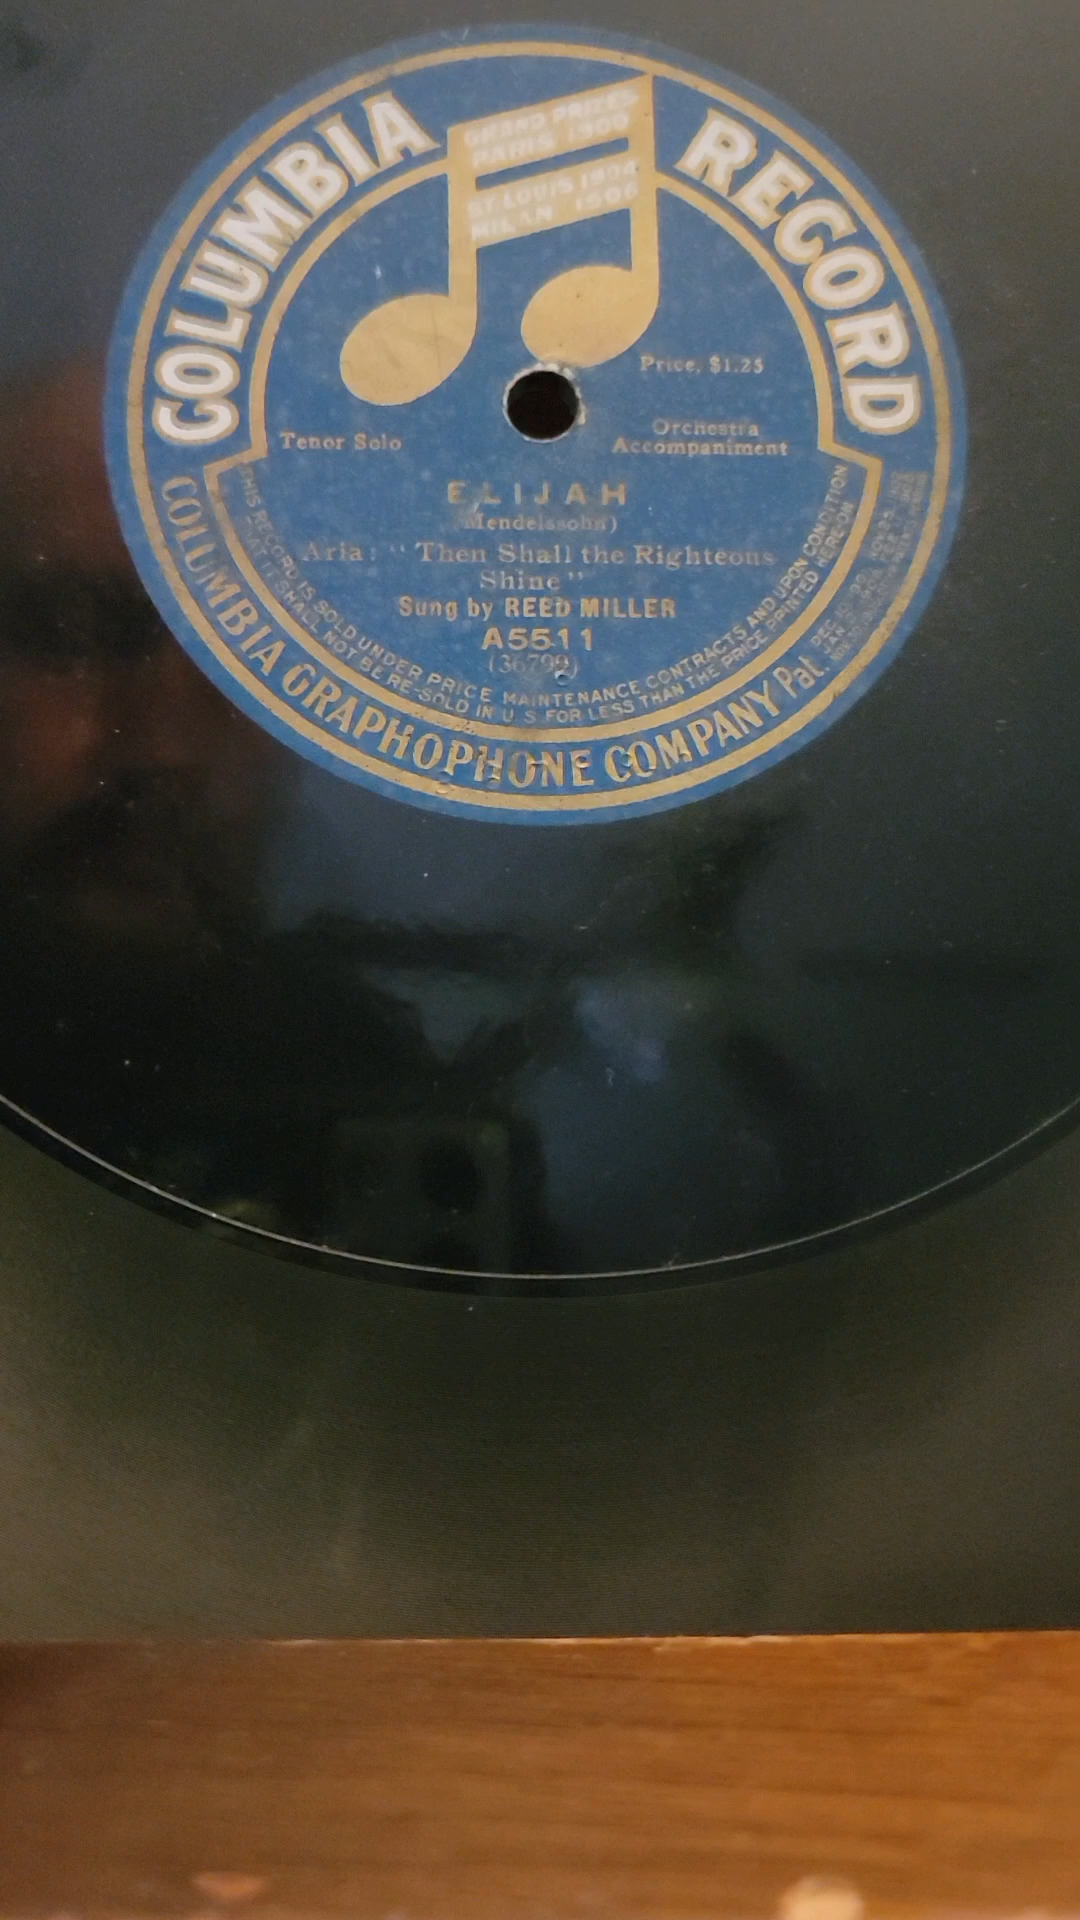 COLUMBIA RECORD
GRAND PRIZES
PARIS 1900
ST. LOUIS 1904
MILAN 1906
Price, $1.25
Tenor Solo
Orchestra
Accompaniment
ELIJAH
Mendelssohn)
Aria: "Then Shall the Righteous
Shine"
Sung by REED MILLER
A5511
(36799)
THIS RECORD IS SOLD UNDER PRICE MAINTENANCE CONTRACTS AND UPON CONDITION
THAT IT SHALL NOT BE RE-SOLD IN U S FOR LESS THAN THE PRICE PRINTED HEREON
COLUMBIA GRAPHOPHONE COMPANY Pat.